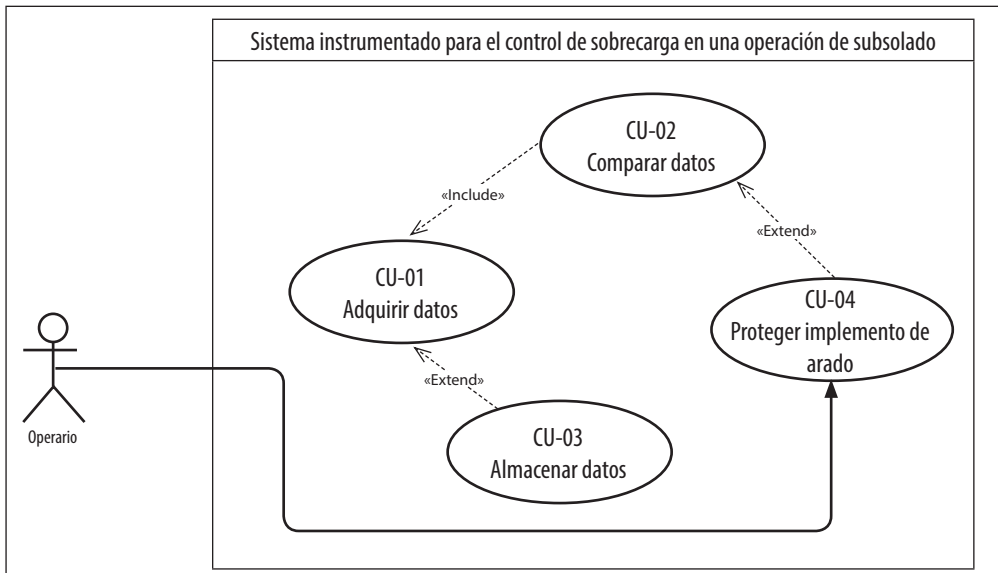 Sistema instrumentado para el control de sobrecarga en una operación de subsolado
CU-02
Comparar datos
«Include»
«Extend»
CU-01
Adquirir datos
CU-04
Proteger implemento de
arado
«Extend»
Operario
CU-03
Almacenar datos